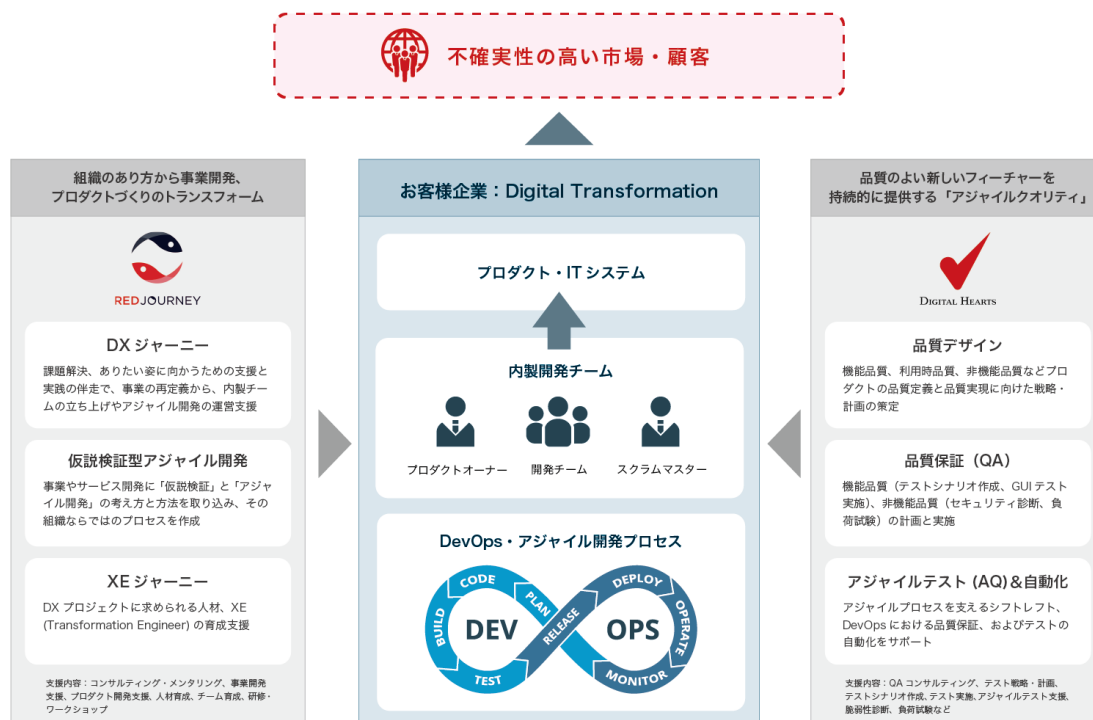 不確実性の高い市場・顧客
組織のあり方から事業開発、
プロダクトづくりのトランスフォーム
REDJOURNEY
DX ジャーニー
課題解決、ありたい姿に向かうための支援と
実践の伴走で、事業の再定義から、内製チー
ムの立ち上げやアジャイル開発の運営支援
仮説検証型アジャイル開発
事業やサービス開発に「仮説検証」と「アジャ
イル開発」の考え方と方法を取り込み、その
組織ならではのプロセスを作成
XE ジャーニー
DX プロジェクトに求められる人材、XE
(Transformation Engineer) の育成支援
支援内容：コンサルティング・メンタリング、事業開発
支援、プロダクト開発支援、人材育成、チーム育成、研修・
ワークショップ
お客様企業：Digital Transformation
プロダクト・IT システム
内製開発チーム
プロダクトオーナー
開発チーム
スクラムマスター
DevOps・アジャイル開発プロセス
CODE
BUILD
PLAN
TEST
DEV
RELEASE
DEPLOY
OPERATE
MONITOR
OPS
品質のよい新しいフィーチャーを
持続的に提供する「アジャイルクオリティ」
DIGITAL HEARTS
品質デザイン
機能品質、利用時品質、非機能品質などプロ
ダクトの品質定義と品質実現に向けた戦略・
計画の策定
品質保証（QA）
機能品質（テストシナリオ作成、GUI テスト
実施）、非機能品質（セキュリティ診断、負
荷試験）の計画と実施
アジャイルテスト (AQ)＆自動化
アジャイルプロセスを支えるシフトレフト、
DevOps における品質保証、およびテストの
自動化をサポート
支援内容：QA コンサルティング、テスト戦略・計画、
テストシナリオ作成、テスト実施、アジャイルテスト支援、
脆弱性診断、負荷試験など